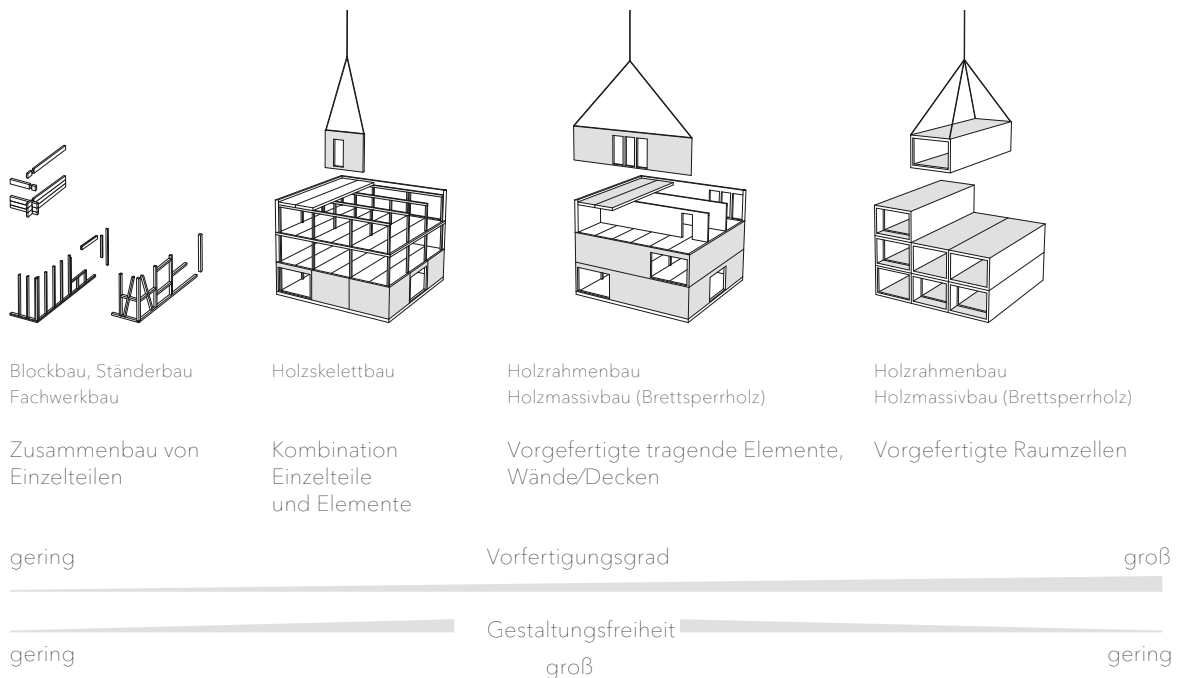 Blockbau, Ständerbau
Fachwerkbau
Zusammenbau von
Einzelteilen
Holzskelettbau
Kombination
Einzelteile
und Elemente
Holzrahmenbau
Holzmassivbau (Brettsperrholz)
Vorgefertigte tragende Elemente,
Wände/Decken
Holzrahmenbau
Holzmassivbau (Brettsperrholz)
Vorgefertigte Raumzellen
gering Vorfertigungsgrad groß
Gestaltungsfreiheit
gering groß gering